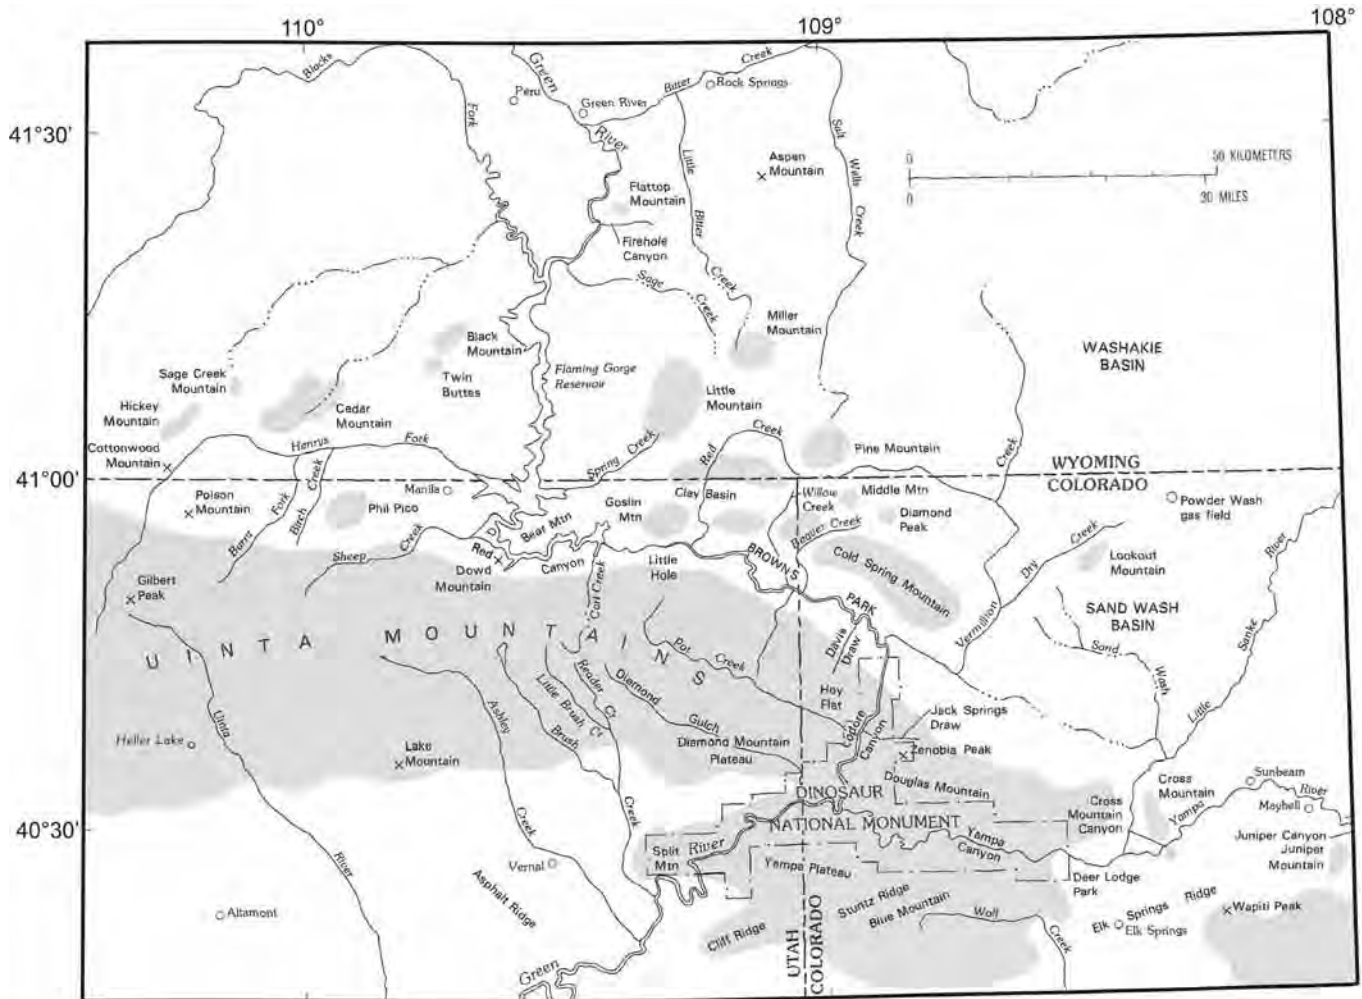 110°
109°
108°
41°30'
41°00'
40°30'
Blacks
Fork
Green
River
Peru
Green River
Bitter
Creek
Rock Springs
Little
Bitter
Creek
Salt
Wells
Creek
Aspen
Mountain
0
50 KILOMETERS
0
30 MILES
Flattop
Mountain
Firehole
Canyon
Sage
Creek
Miller
Mountain
Black
Mountain
Twin
Buttes
Flaming Gorge
Reservoir
Sage Creek
Mountain
Hickey
Mountain
Cedar
Mountain
Little
Mountain
WASHAKIE
BASIN
Cottonwood
Mountain
Henrys
Fork
Spring Creek
Red
Creek
Pine Mountain
Creek
WYOMING
COLORADO
Poison
Mountain
Burnt
Fork
Birch
Creek
Phil Pico
Manila
Goslin
Mtn
Clay Basin
Willow
Creek
Middle Mtn
Diamond
Peak
Beaver Creek
Powder Wash
gas field
Sheep
Creek
Red
Canyon
Bear Mtn
Dowd
Mountain
Cart Creek
Little
Hole
BROWNS
PARK
Cold Spring Mountain
Dry
Creek
Lookout
Mountain
Vermillion
SAND WASH
BASIN
Sand
Wash
Little
Sanke
River
Gilbert
Peak
UINTA MOUNTAINS
Pot
Creek
Davis
Draw
Hoy
Flat
Uinta
River
Heller Lake
Lake
Mountain
Ashley
Creek
Little Brush Cr
Brush
Creek
Reader Cr
Diamond
Gulch
Diamond Mountain
Plateau
Lodore
Canyon
Jack Springs
Draw
Zenobia Peak
Douglas Mountain
DINOSAUR
NATIONAL MONUMENT
Cross
Mountain
Cross
Mountain
Canyon
Sunbeam
Yampa
River
Maybell
Juniper Canyon
Juniper
Mountain
Yampa
Canyon
Split
Mtn
River
Yampa Plateau
Deer Lodge
Park
Vernal
Asphalt Ridge
Altamont
Cliff Ridge
Stuntz Ridge
Blue Mountain
Wolf
Creek
Elk Springs Ridge
Elk Springs
Wapiti Peak
UTAH
COLORADO
Green